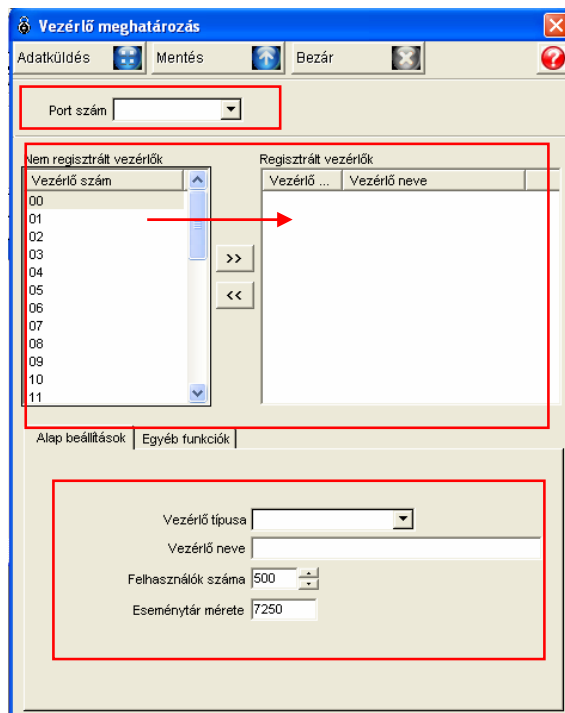 Vezérlő meghatározás
Adatküldés Mentés Bezár
Port szám
Nem regisztrált vezérlők Regisztrált vezérlők
Vezérlő szám Vezérlő ... Vezérlő neve
00
01
02
03
04
05
06
07
08
09
10
11
>>
<<
Alap beállítások Egyéb funkciók
Vezérlő típusa
Vezérlő neve
Felhasználók száma 500
Eseménytár mérete 7250